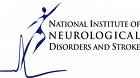 NATIONAL INSTITUTE OF
NEUROLOGICAL
DISORDERS AND STROKE